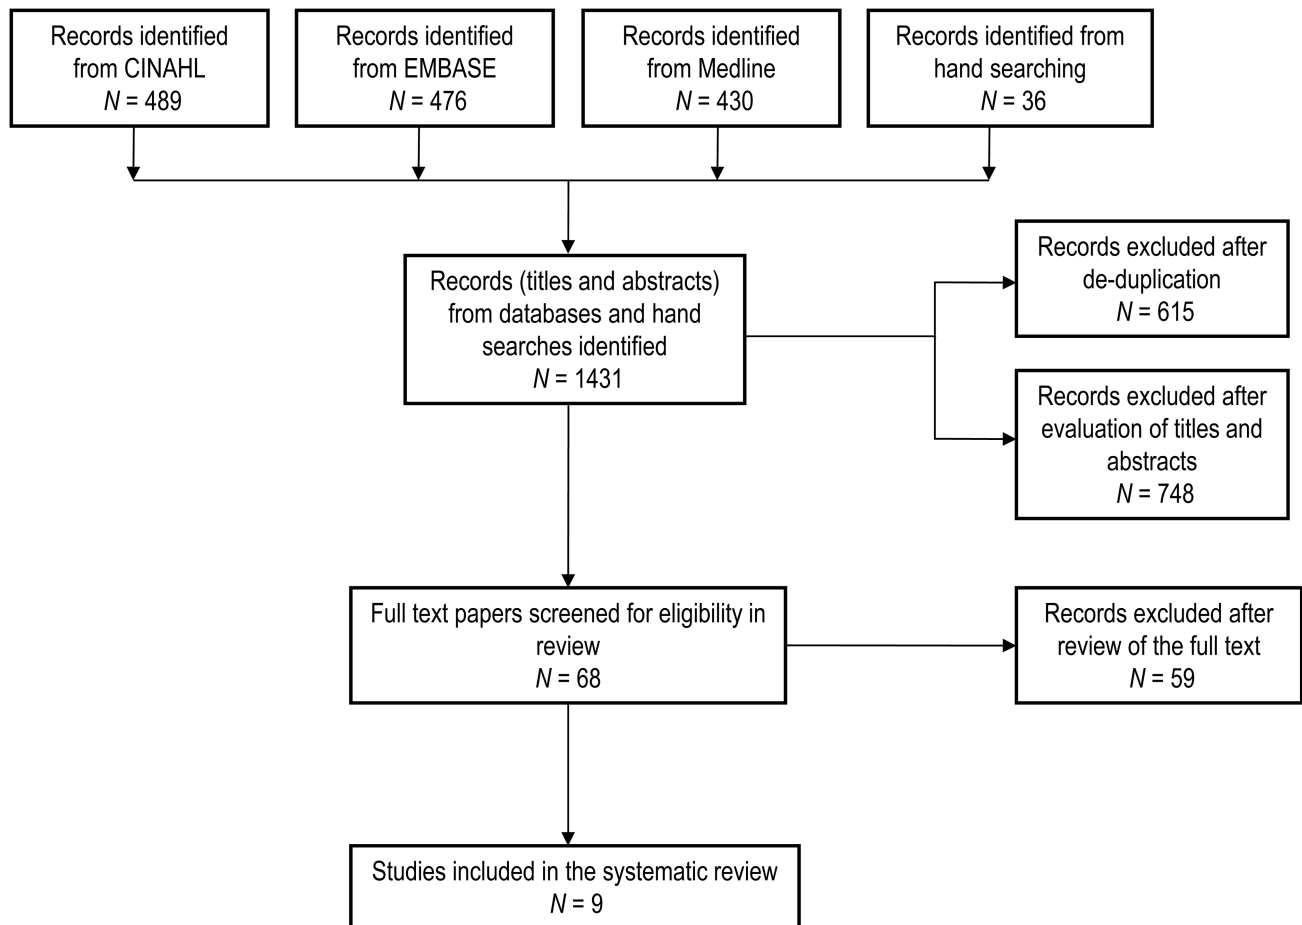 Records identified
from CINAHL
N = 489
Records identified
from EMBASE
N = 476
Records identified
from Medline
N = 430
Records identified from
hand searching
N = 36
Records (titles and abstracts)
from databases and hand
searches identified
N = 1431
Records excluded after
de-duplication
N = 615
Records excluded after
evaluation of titles and
abstracts
N = 748
Full text papers screened for eligibility in
review
N = 68
Records excluded after
review of the full text
N = 59
Studies included in the systematic review
N = 9